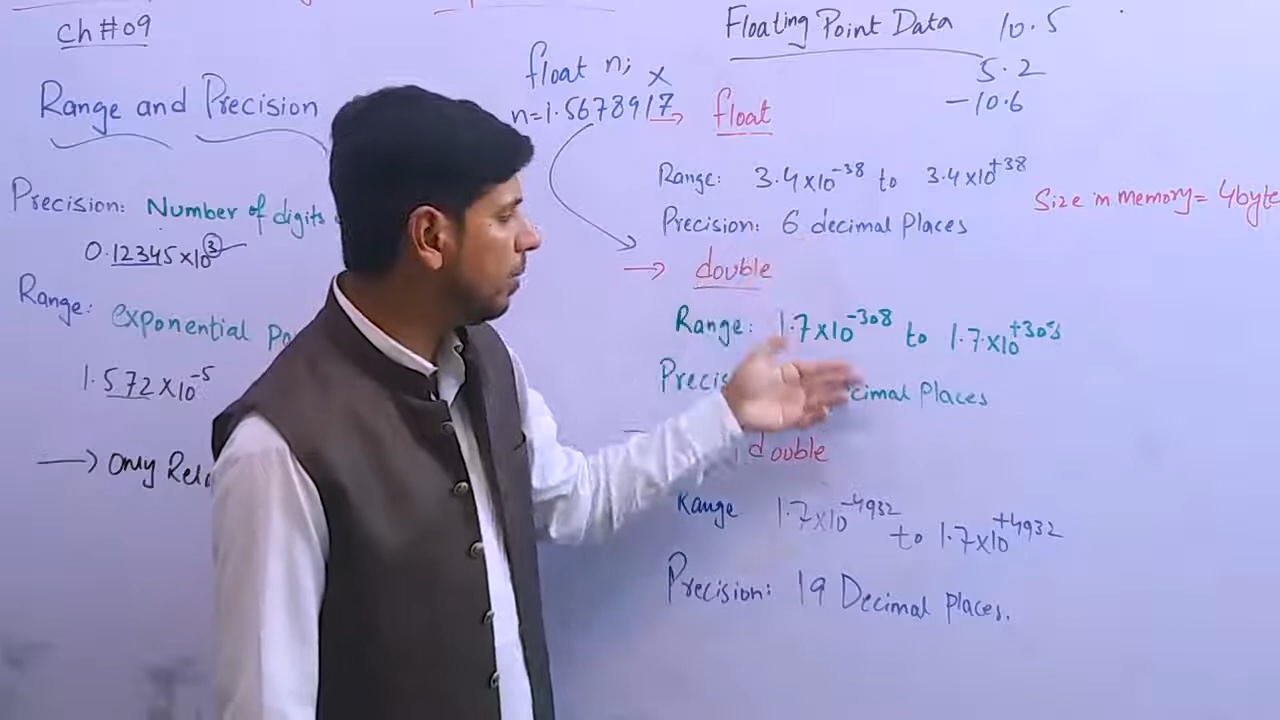 Ch#09
Range and Precision
Precision: Number of digits
0.12345×10³
Range: exponential
1.572×10⁻⁵
→ Only
float n; x
n=1.5678917 →
Floating Point Data 10.5
5.2
-10.6
float
Range: 3.4×10⁻³⁸ to 3.4×10⁺³⁸
Size in memory = 4byte
Precision: 6 decimal Places
→ double
Range: 1.7×10⁻³⁰⁸ to 1.7×10⁺³⁰⁸
Places
double
Range 1.7×10⁻⁴⁹³² to 1.7×10⁺⁴⁹³²
Precision: 19 Decimal Places.